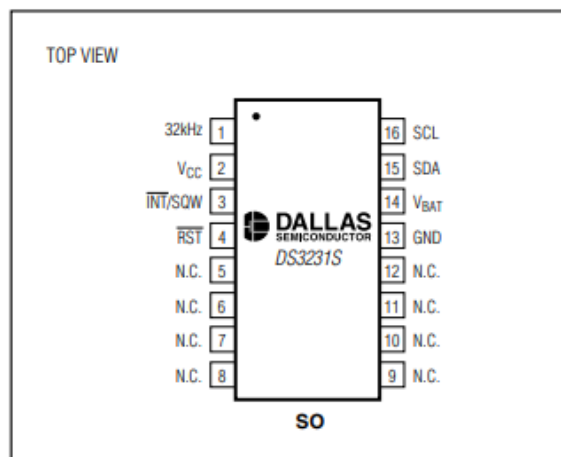 TOP VIEW
32kHz 1 16 SCL
VCC 2 15 SDA
INT/SQW 3 14 VBAT
RST 4 13 GND
DALLAS
SEMICONDUCTOR
DS3231S
N.C. 5 12 N.C.
N.C. 6 11 N.C.
N.C. 7 10 N.C.
N.C. 8 9 N.C.
SO